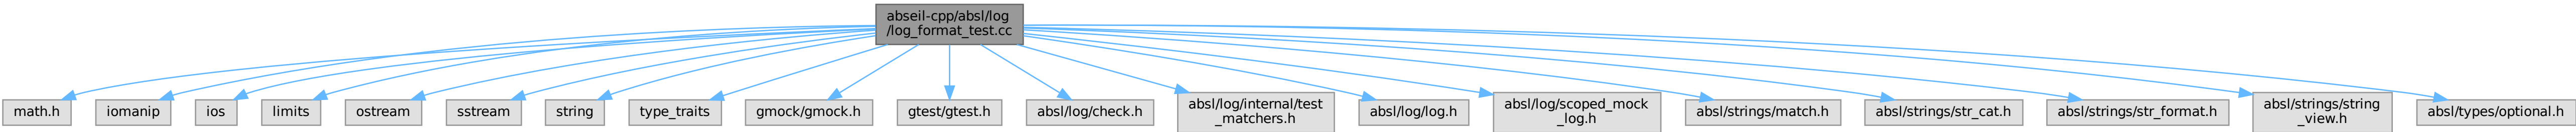 abseil-cpp/absl/log
/log_format_test.cc
math.h
iomanip
ios
limits
ostream
sstream
string
type_traits
gmock/gmock.h
gtest/gtest.h
absl/log/check.h
absl/log/internal/test
_matchers.h
absl/log/log.h
absl/log/scoped_mock
_log.h
absl/strings/match.h
absl/strings/str_cat.h
absl/strings/str_format.h
absl/strings/string
_view.h
absl/types/optional.h